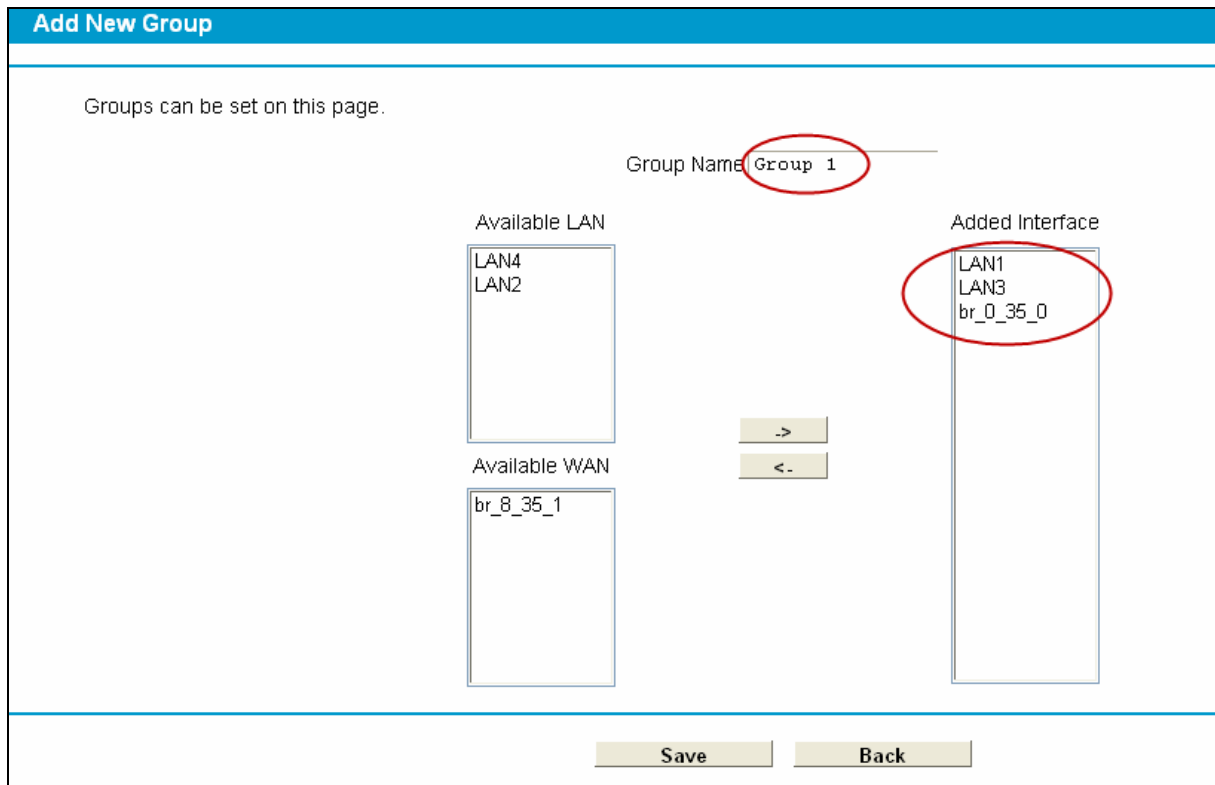 Add New Group
Groups can be set on this page.
Group Name Group 1
Available LAN
LAN4
LAN2
Added Interface
LAN1
LAN3
br_0_35_0
->
<-
Available WAN
br_8_35_1
Save
Back